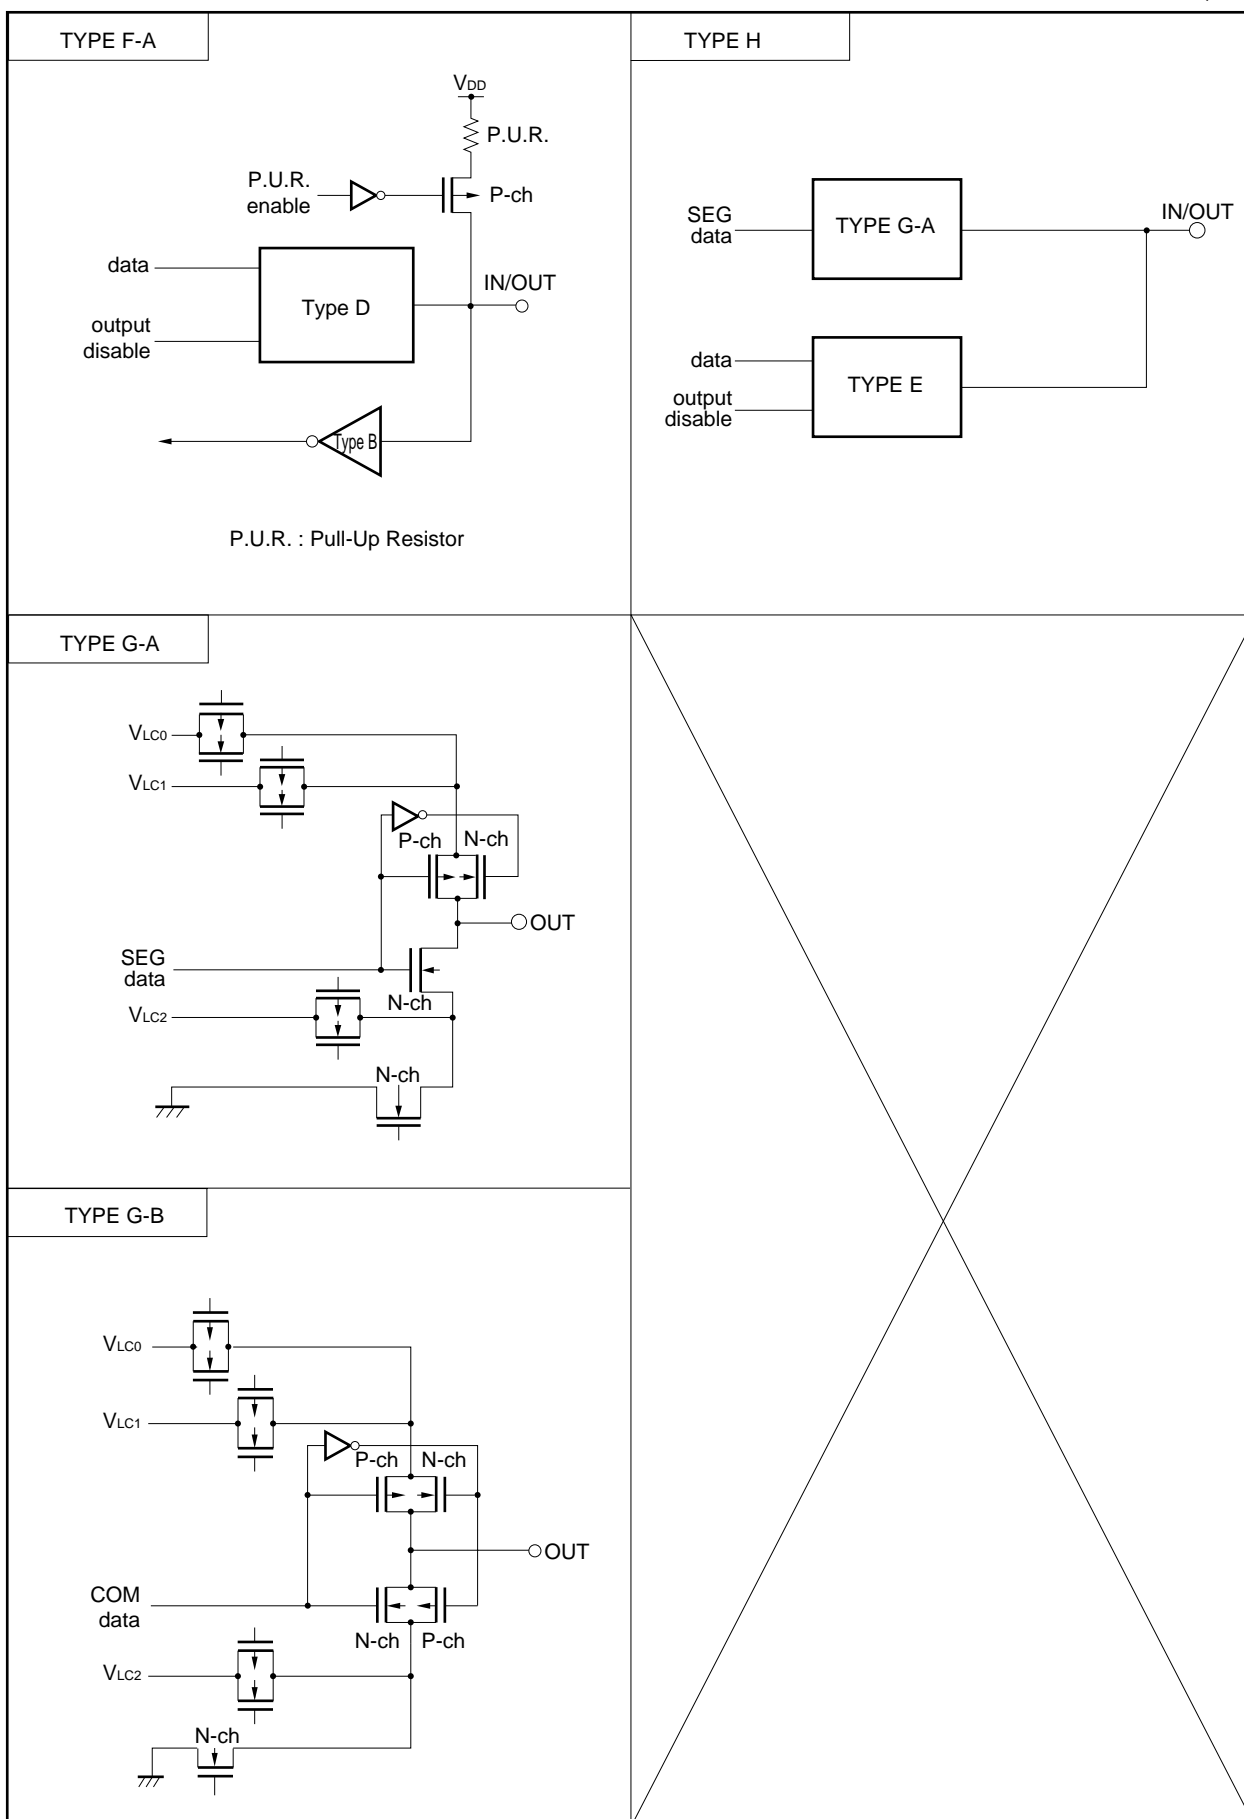 TYPE F-A
VDD
P.U.R.
P.U.R.
enable
P-ch
data
Type D
IN/OUT
output
disable
Type B
P.U.R. : Pull-Up Resistor
TYPE H
SEG
data
TYPE G-A
IN/OUT
data
TYPE E
output
disable
TYPE G-A
VLC0
VLC1
P-ch N-ch
OUT
SEG
data
N-ch
VLC2
N-ch
TYPE G-B
VLC0
VLC1
P-ch N-ch
OUT
COM
data
N-ch P-ch
VLC2
N-ch